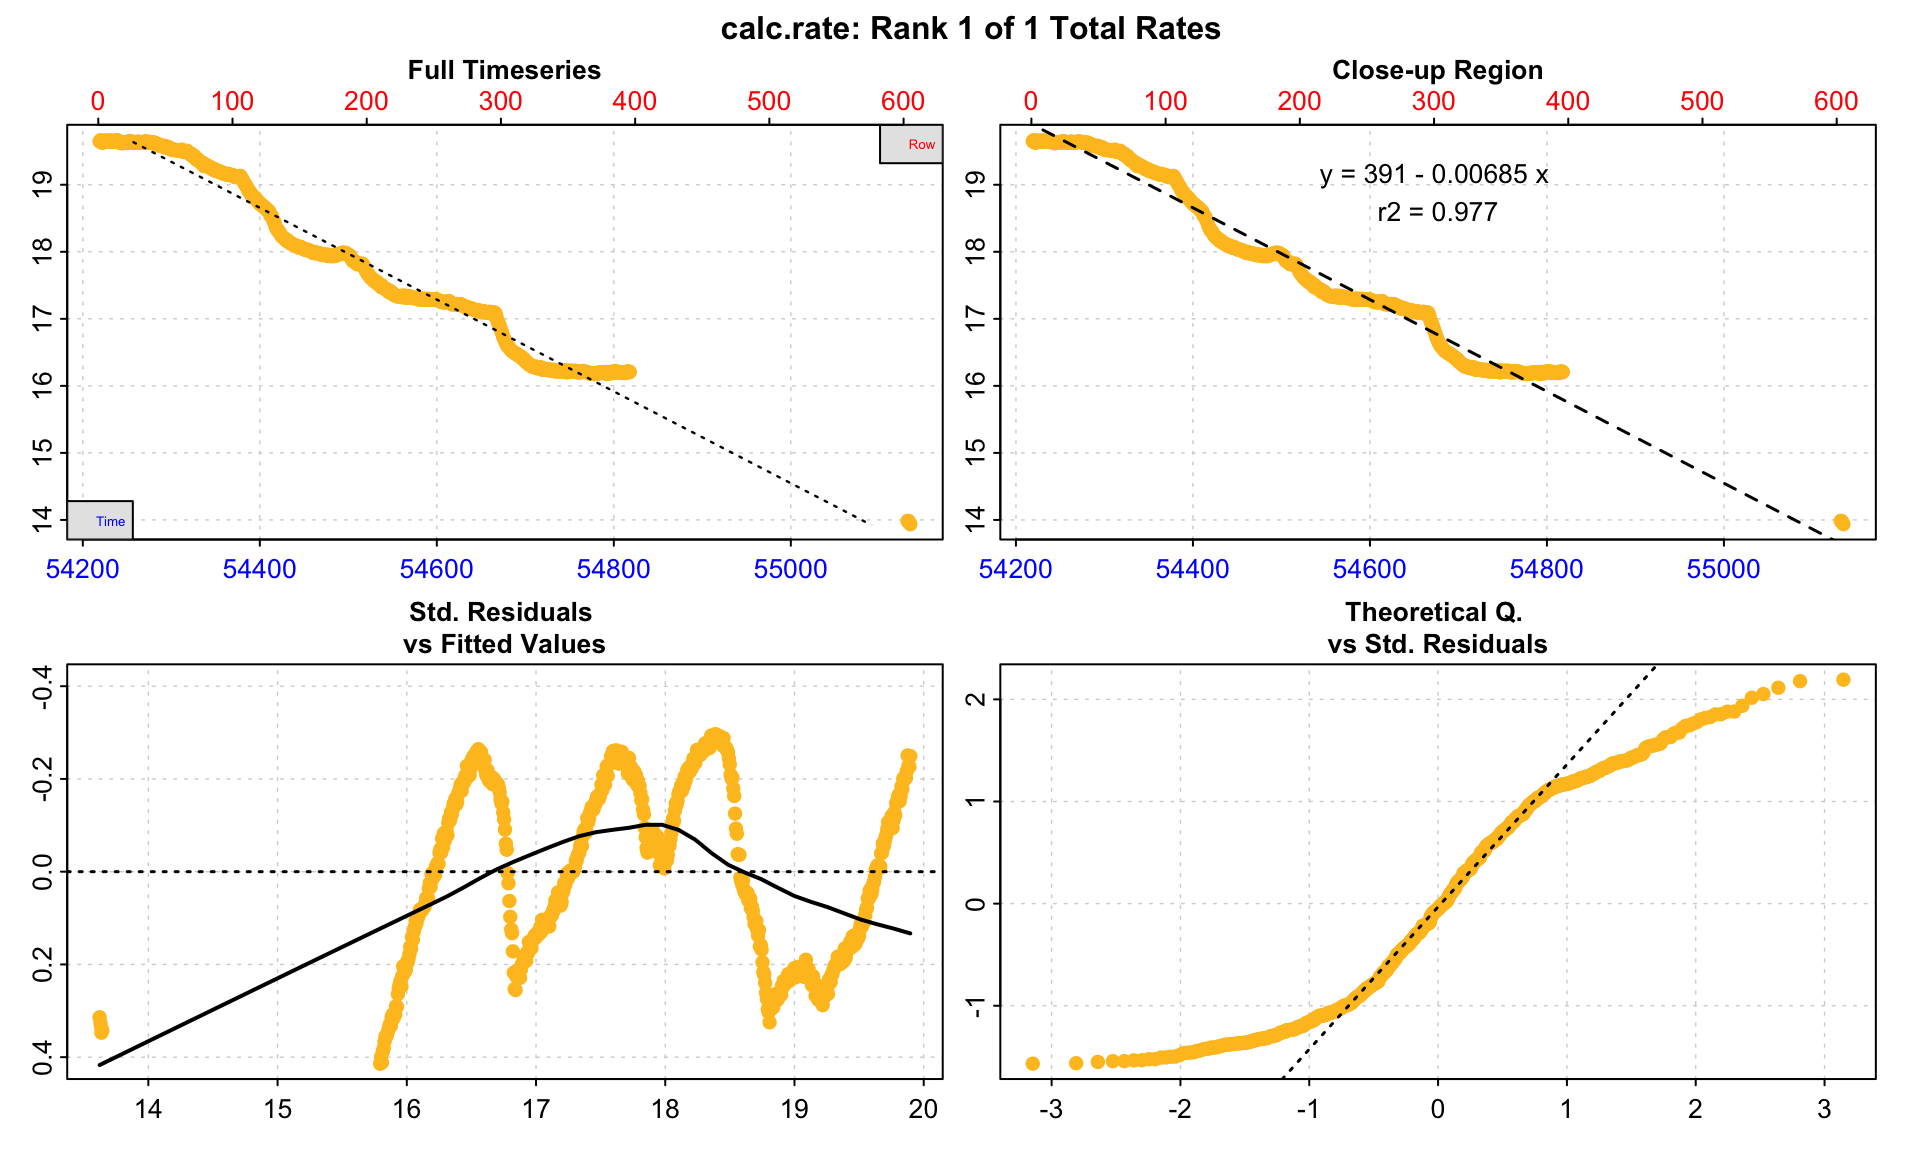 calc.rate: Rank 1 of 1 Total Rates
Full Timeseries
0 100 200 300 400 500 600
Row
19
18
17
16
15
14
Time
54200 54400 54600 54800 55000
Close-up Region
0 100 200 300 400 500 600
y = 391 - 0.00685 x
r2 = 0.977
19
18
17
16
15
14
54200 54400 54600 54800 55000
Std. Residuals
vs Fitted Values
-0.4
-0.2
0.0
0.2
0.4
14 15 16 17 18 19 20
Theoretical Q.
vs Std. Residuals
2
1
0
-1
-3 -2 -1 0 1 2 3